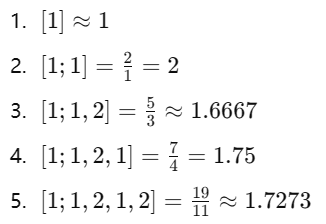 1. [1] ≈ 1
2. [1; 1] = 2/1 = 2
3. [1; 1, 2] = 5/3 ≈ 1.6667
4. [1; 1, 2, 1] = 7/4 = 1.75
5. [1; 1, 2, 1, 2] = 19/11 ≈ 1.7273